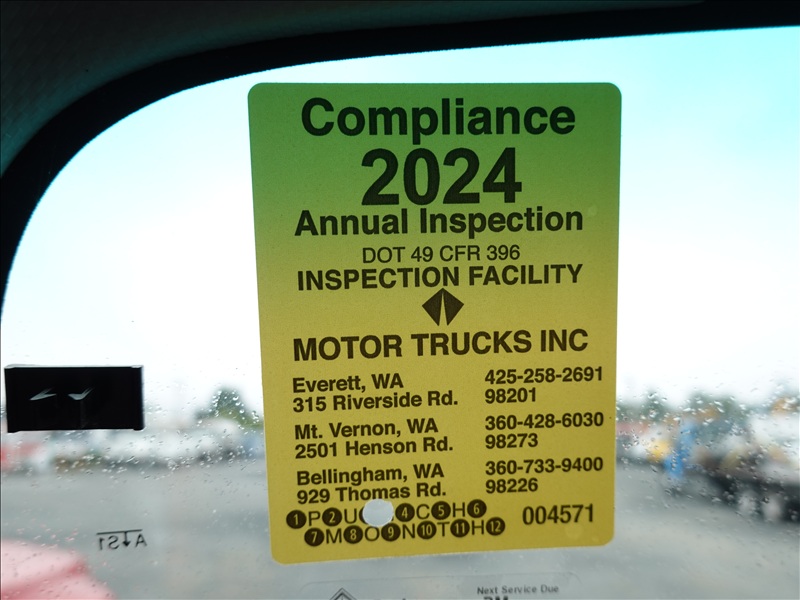 Compliance
2024
Annual Inspection
DOT 49 CFR 396
INSPECTION FACILITY
MOTOR TRUCKS INC
Everett, WA 425-258-2691
315 Riverside Rd. 98201
Mt. Vernon, WA 360-428-6030
2501 Henson Rd. 98273
Bellingham, WA 360-733-9400
929 Thomas Rd. 98226
1 P 2 U 4 C 5 H 6
7 M 8 O 9 N 10 T 11 H 12 004571
AS1
Next Service Due